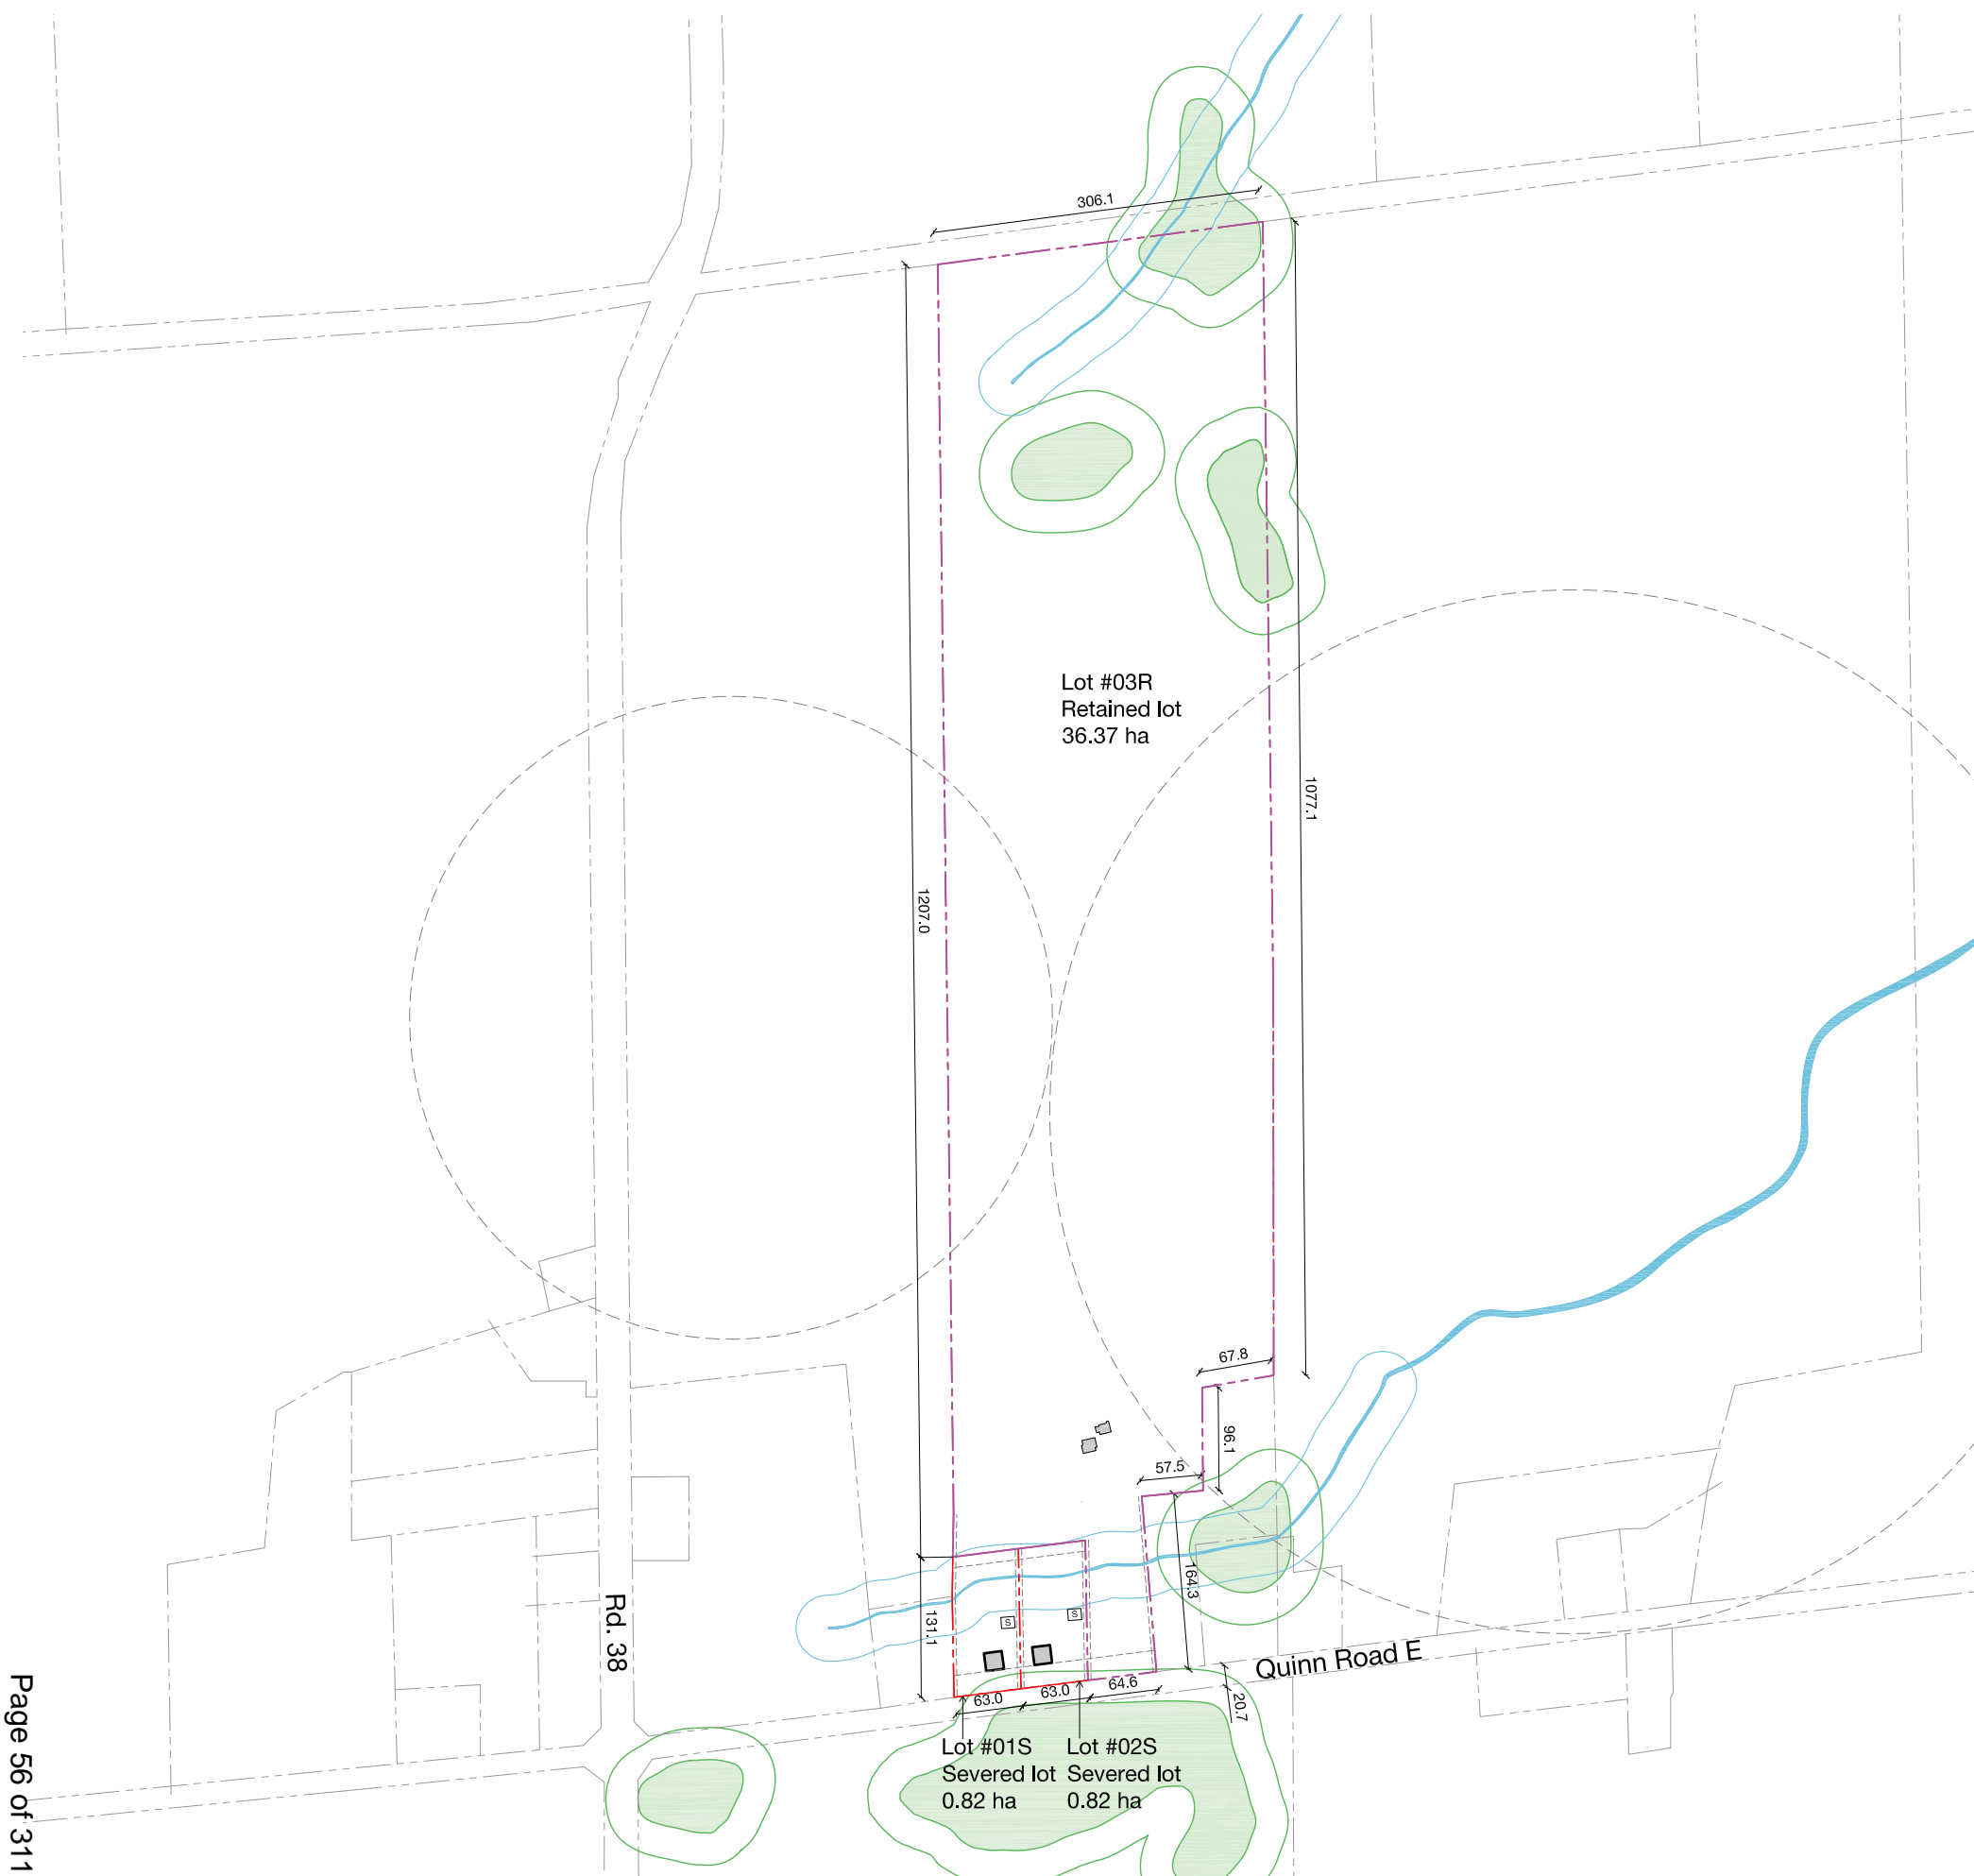 306.1
Lot #03R
Retained lot
36.37 ha
1077.1
1207.0
67.8
96.1
57.5
164.3
S
S
131.1
Rd. 38
Quinn Road E
63.0
63.0
64.6
20.7
Lot #01S
Severed lot
0.82 ha
Lot #02S
Severed lot
0.82 ha
Page 56 of 311